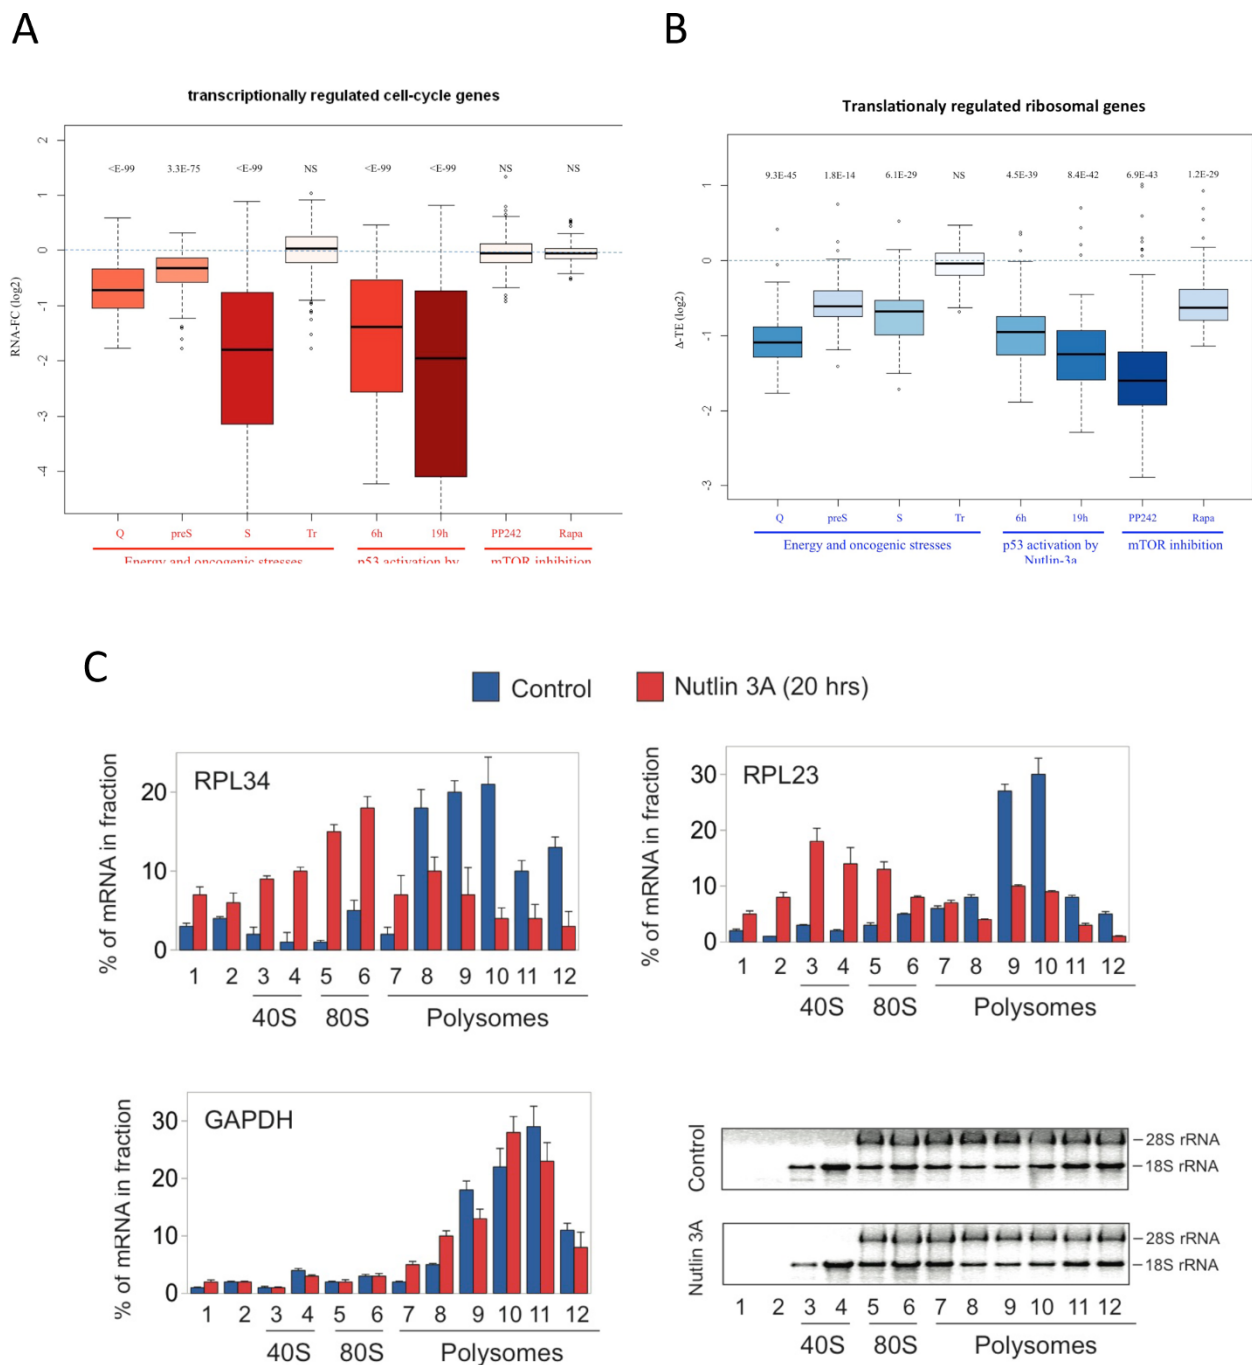 A
transcriptionally regulated cell-cycle genes
<E-99 3.3E-75 <E-99 NS <E-99 <E-99 NS NS
RNA-FC (log2)
2
1
0
-1
-2
-3
-4
Q preS S Tr 6h 19h PP242 Rapa
Energy and oncogenic stresses p53 activation by mTOR inhibition
B
Translationaly regulated ribosomal genes
9.3E-45 1.8E-14 6.1E-29 NS 4.5E-39 8.4E-42 6.9E-43 1.2E-29
Δ-TE (log2)
1
0
-1
-2
-3
Q preS S Tr 6h 19h PP242 Rapa
Energy and oncogenic stresses p53 activation by mTOR inhibition
Nutlin-3a
C
Control Nutlin 3A (20 hrs)
RPL34
% of mRNA in fraction
20
10
0
1 2 3 4 5 6 7 8 9 10 11 12
40S 80S Polysomes
RPL23
% of mRNA in fraction
30
20
10
0
1 2 3 4 5 6 7 8 9 10 11 12
40S 80S Polysomes
GAPDH
% of mRNA in fraction
30
20
10
0
1 2 3 4 5 6 7 8 9 10 11 12
40S 80S Polysomes
Control
28S rRNA
18S rRNA
Nutlin 3A
28S rRNA
18S rRNA
1 2 3 4 5 6 7 8 9 10 11 12
40S 80S Polysomes